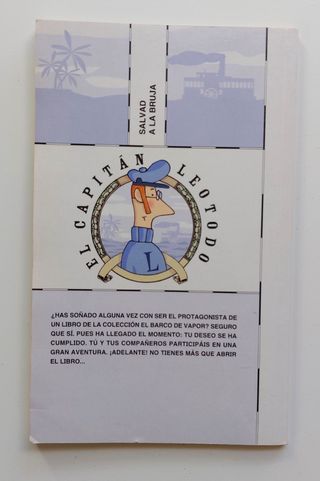 SALVAD
A LA BRUJA
EL CAPITÁN LEOTODO
L
¿HAS SOÑADO ALGUNA VEZ CON SER EL PROTAGONISTA DE
UN LIBRO DE LA COLECCIÓN EL BARCO DE VAPOR? SEGURO
QUE SÍ. PUES HA LLEGADO EL MOMENTO: TU DESEO SE HA
CUMPLIDO. TÚ Y TUS COMPAÑEROS PARTICIPÁIS EN UNA
GRAN AVENTURA. ¡ADELANTE! NO TIENES MÁS QUE ABRIR
EL LIBRO...